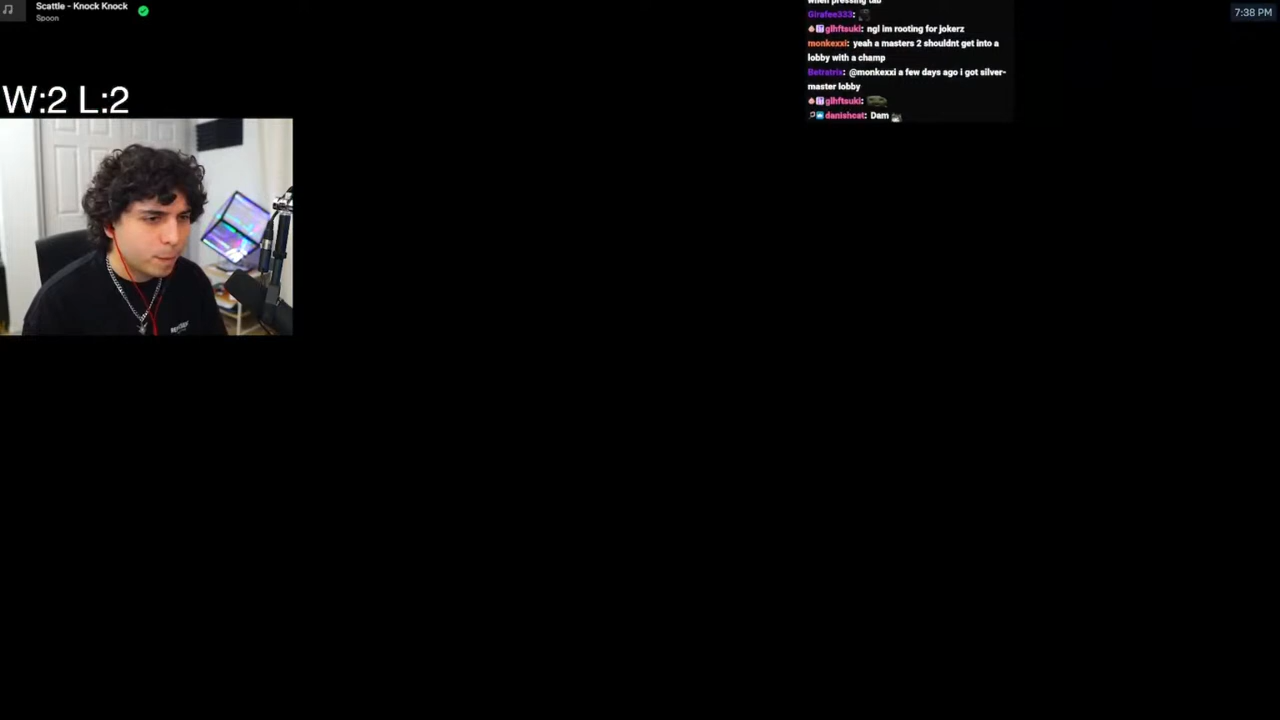 Scattle - Knock Knock
Spoon
W:2 L:2
when pressing tab
Girafee333:
glhftsuki: ngl im rooting for jokerz
monkexxi: yeah a masters 2 shouldnt get into a
lobby with a champ
Betratrix: @monkexxi a few days ago i got silver-
master lobby
glhftsuki:
danishcat: Dam
7:38 PM